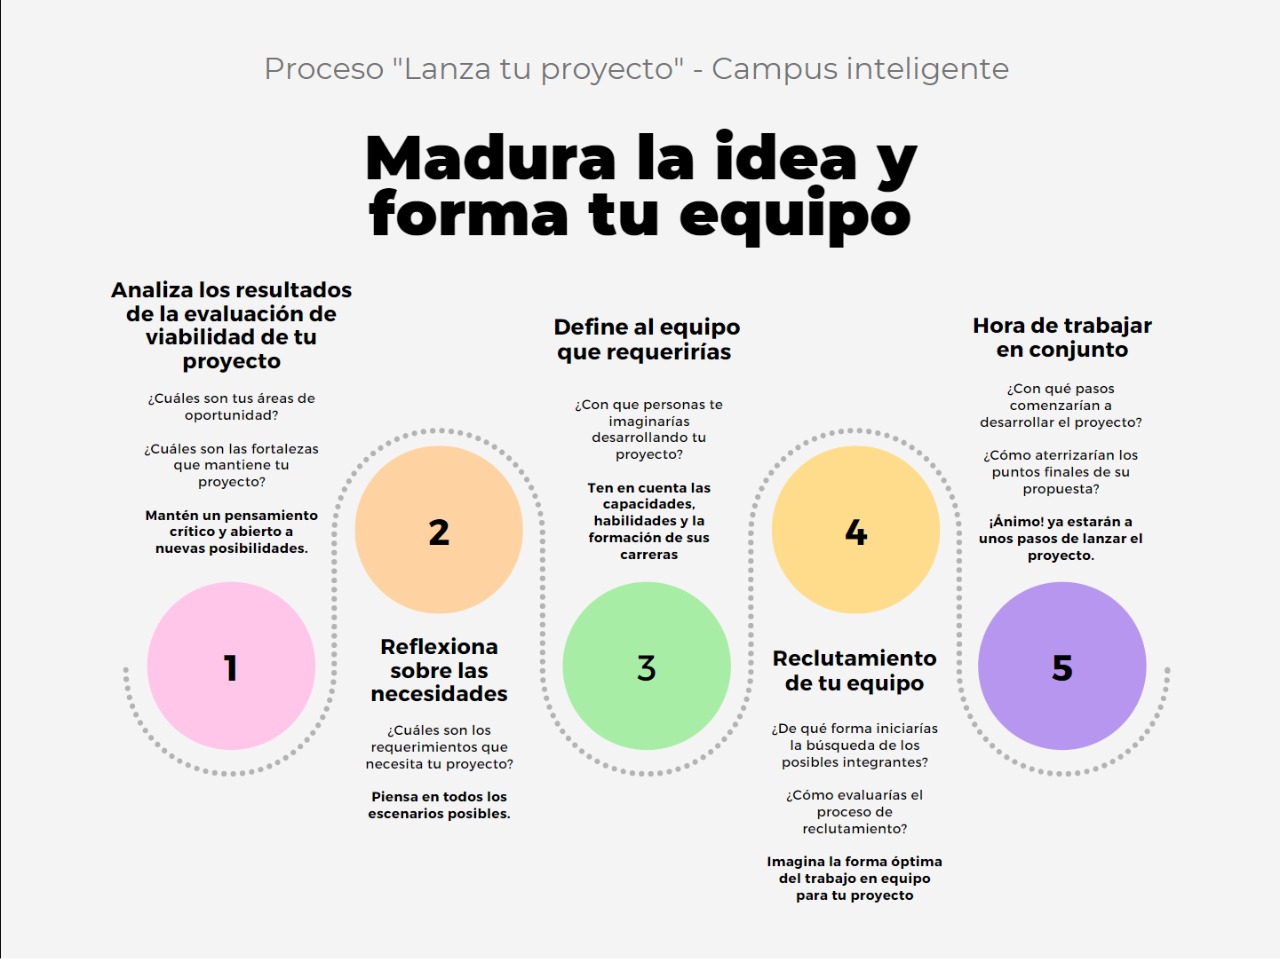 Proceso "Lanza tu proyecto" - Campus inteligente
Madura la idea y
forma tu equipo
Analiza los resultados
de la evaluación de
viabilidad de tu
proyecto
¿Cuáles son tus áreas de
oportunidad?
¿Cuáles son las fortalezas
que mantiene tu
proyecto?
Mantén un pensamiento
crítico y abierto a
nuevas posibilidades.
1
2
Reflexiona
sobre las
necesidades
¿Cuáles son los
requerimientos que
necesita tu proyecto?
Piensa en todos los
escenarios posibles.
Define al equipo
que requerirías
¿Con que personas te
imaginarías
desarrollando tu
proyecto?
Ten en cuenta las
capacidades,
habilidades y la
formación de sus
carreras
3
4
Reclutamiento
de tu equipo
¿De qué forma iniciarías
la búsqueda de los
posibles integrantes?
¿Cómo evaluarías el
proceso de
reclutamiento?
Imagina la forma óptima
del trabajo en equipo
para tu proyecto
Hora de trabajar
en conjunto
¿Con qué pasos
comenzarían a
desarrollar el proyecto?
¿Cómo aterrizarían los
puntos finales de su
propuesta?
¡Ánimo! ya estarán a
unos pasos de lanzar el
proyecto.
5